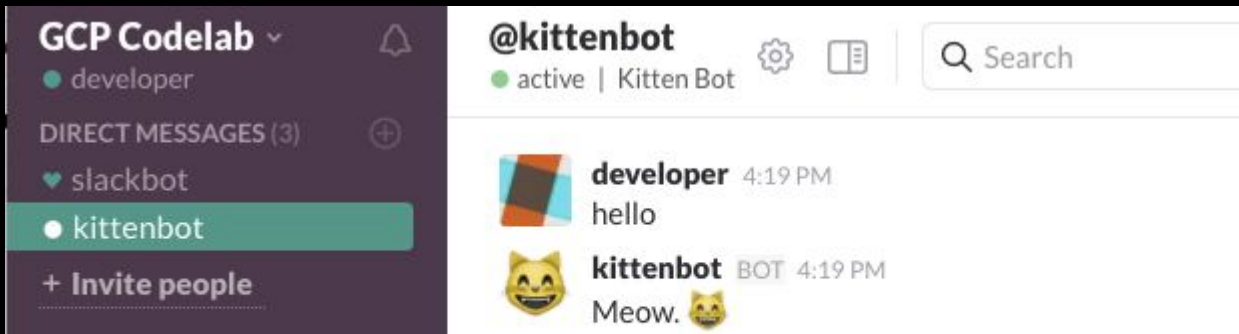 GCP Codelab
developer
DIRECT MESSAGES (3)
slackbot
kittenbot
+ Invite people
@kittenbot
active | Kitten Bot
Search
developer 4:19 PM
hello
kittenbot BOT 4:19 PM
Meow. 😸